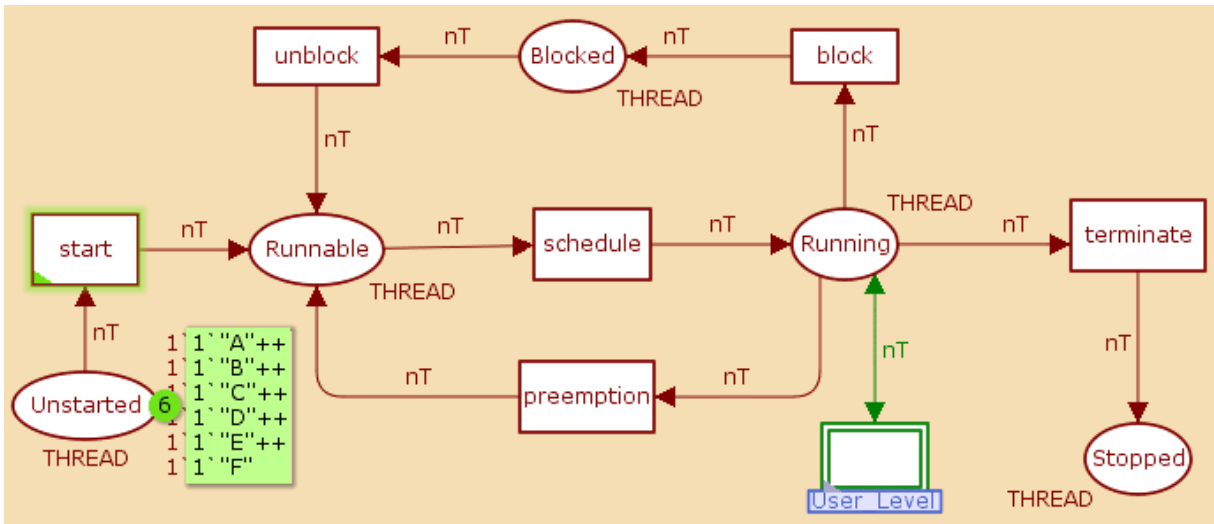 nT
nT
unblock
Blocked
block
THREAD
nT
nT
THREAD
start
nT
Runnable
nT
schedule
nT
Running
nT
terminate
THREAD
nT
1`1`"A"++
1`1`"B"++
1`1`"C"++
1`1`"D"++
1`1`"E"++
1`1`"F"
Unstarted
6
THREAD
nT
preemption
nT
nT
nT
Stopped
THREAD
User Level